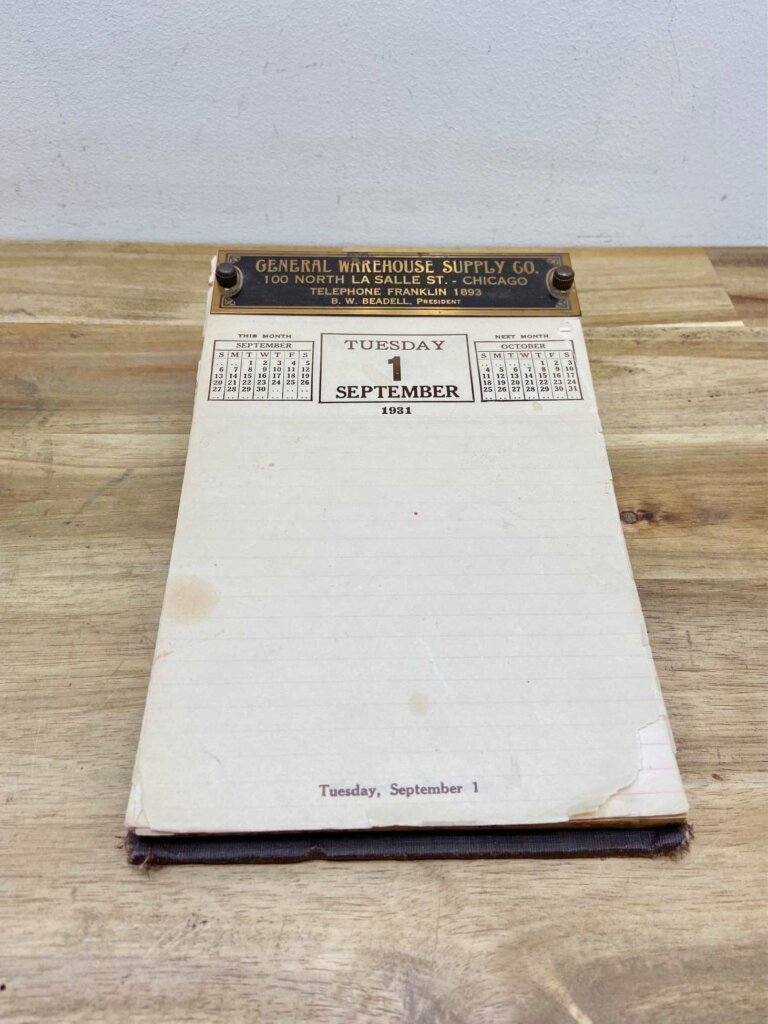 GENERAL WAREHOUSE SUPPLY CO.
100 NORTH LA SALLE ST. - CHICAGO
TELEPHONE FRANKLIN 1893
B. W. BEADELL, PRESIDENT
THIS MONTH
SEPTEMBER
S M T W T F S
. . . . 1 2 3 4 5
6 7 8 9 10 11 12
13 14 15 16 17 18 19
20 21 22 23 24 25 26
27 28 29 30 . . . . . .
TUESDAY
1
SEPTEMBER
1931
NEXT MONTH
OCTOBER
S M T W T F S
. . . . . . . . 1 2 3
4 5 6 7 8 9 10
11 12 13 14 15 16 17
18 19 20 21 22 23 24
25 26 27 28 29 30 31
Tuesday, September 1